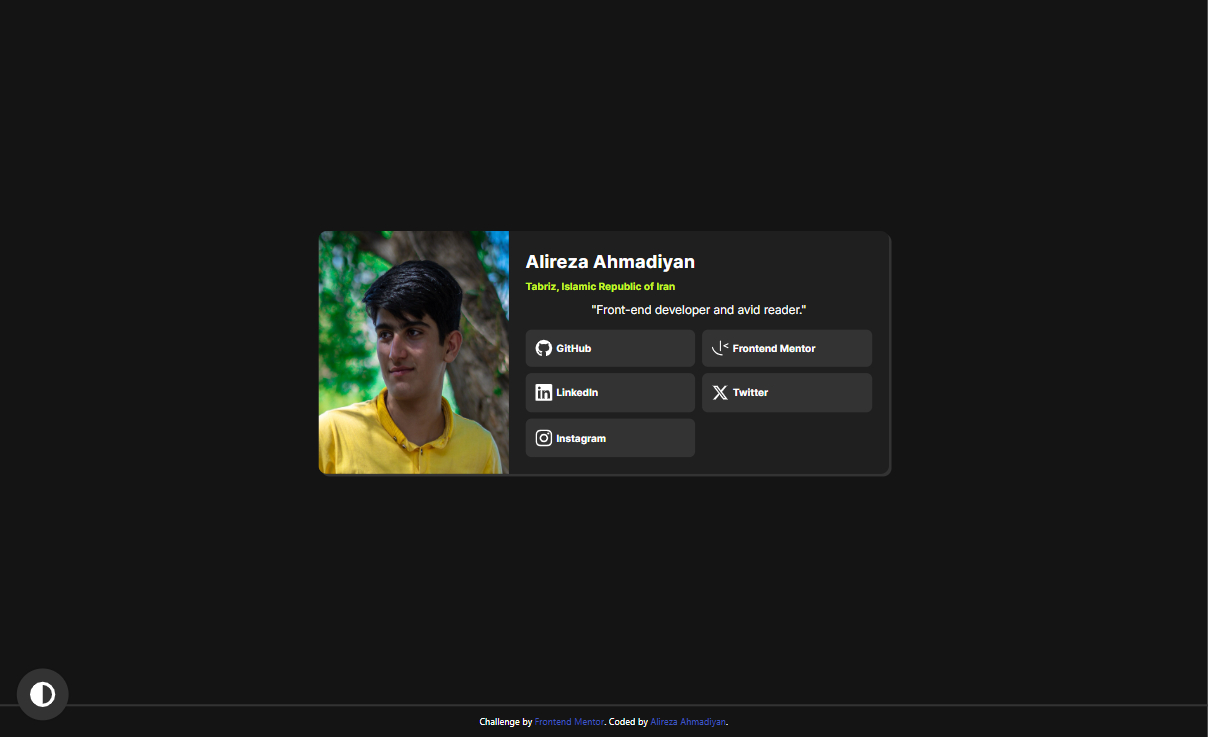 Alireza Ahmadiyan
Tabriz, Islamic Republic of Iran
"Front-end developer and avid reader."
GitHub
Frontend Mentor
LinkedIn
Twitter
Instagram
Challenge by Frontend Mentor. Coded by Alireza Ahmadiyan.